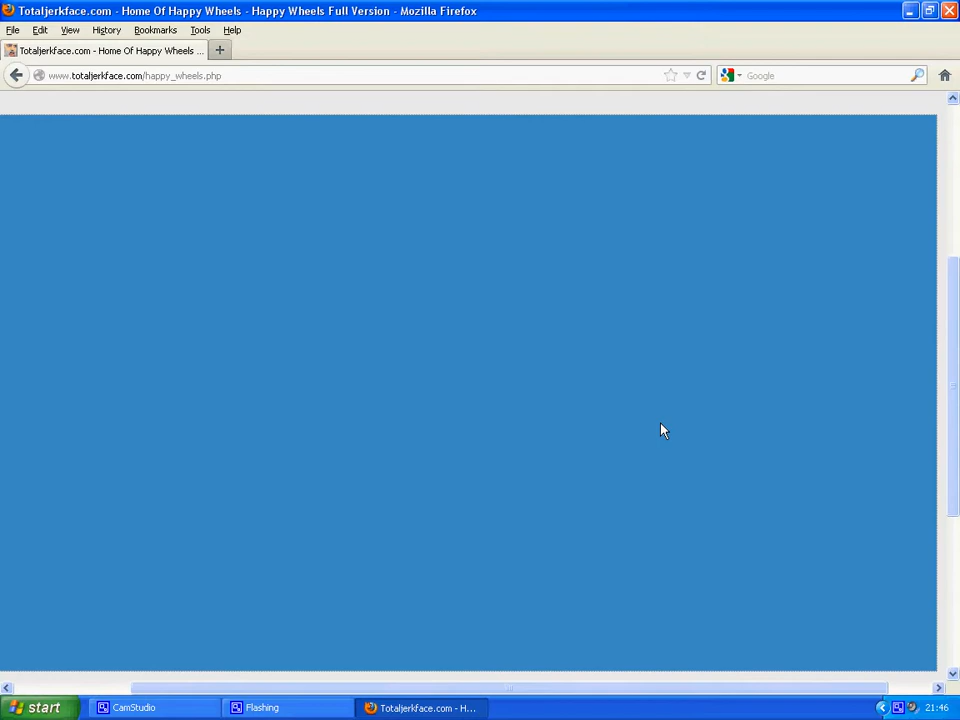 Totaljerkface.com - Home Of Happy Wheels - Happy Wheels Full Version - Mozilla Firefox
File Edit View History Bookmarks Tools Help
Totaljerkface.com - Home Of Happy Wheels ...
www.totaljerkface.com/happy_wheels.php
Google
start
CamStudio
Flashing
Totaljerkface.com - H...
21:46